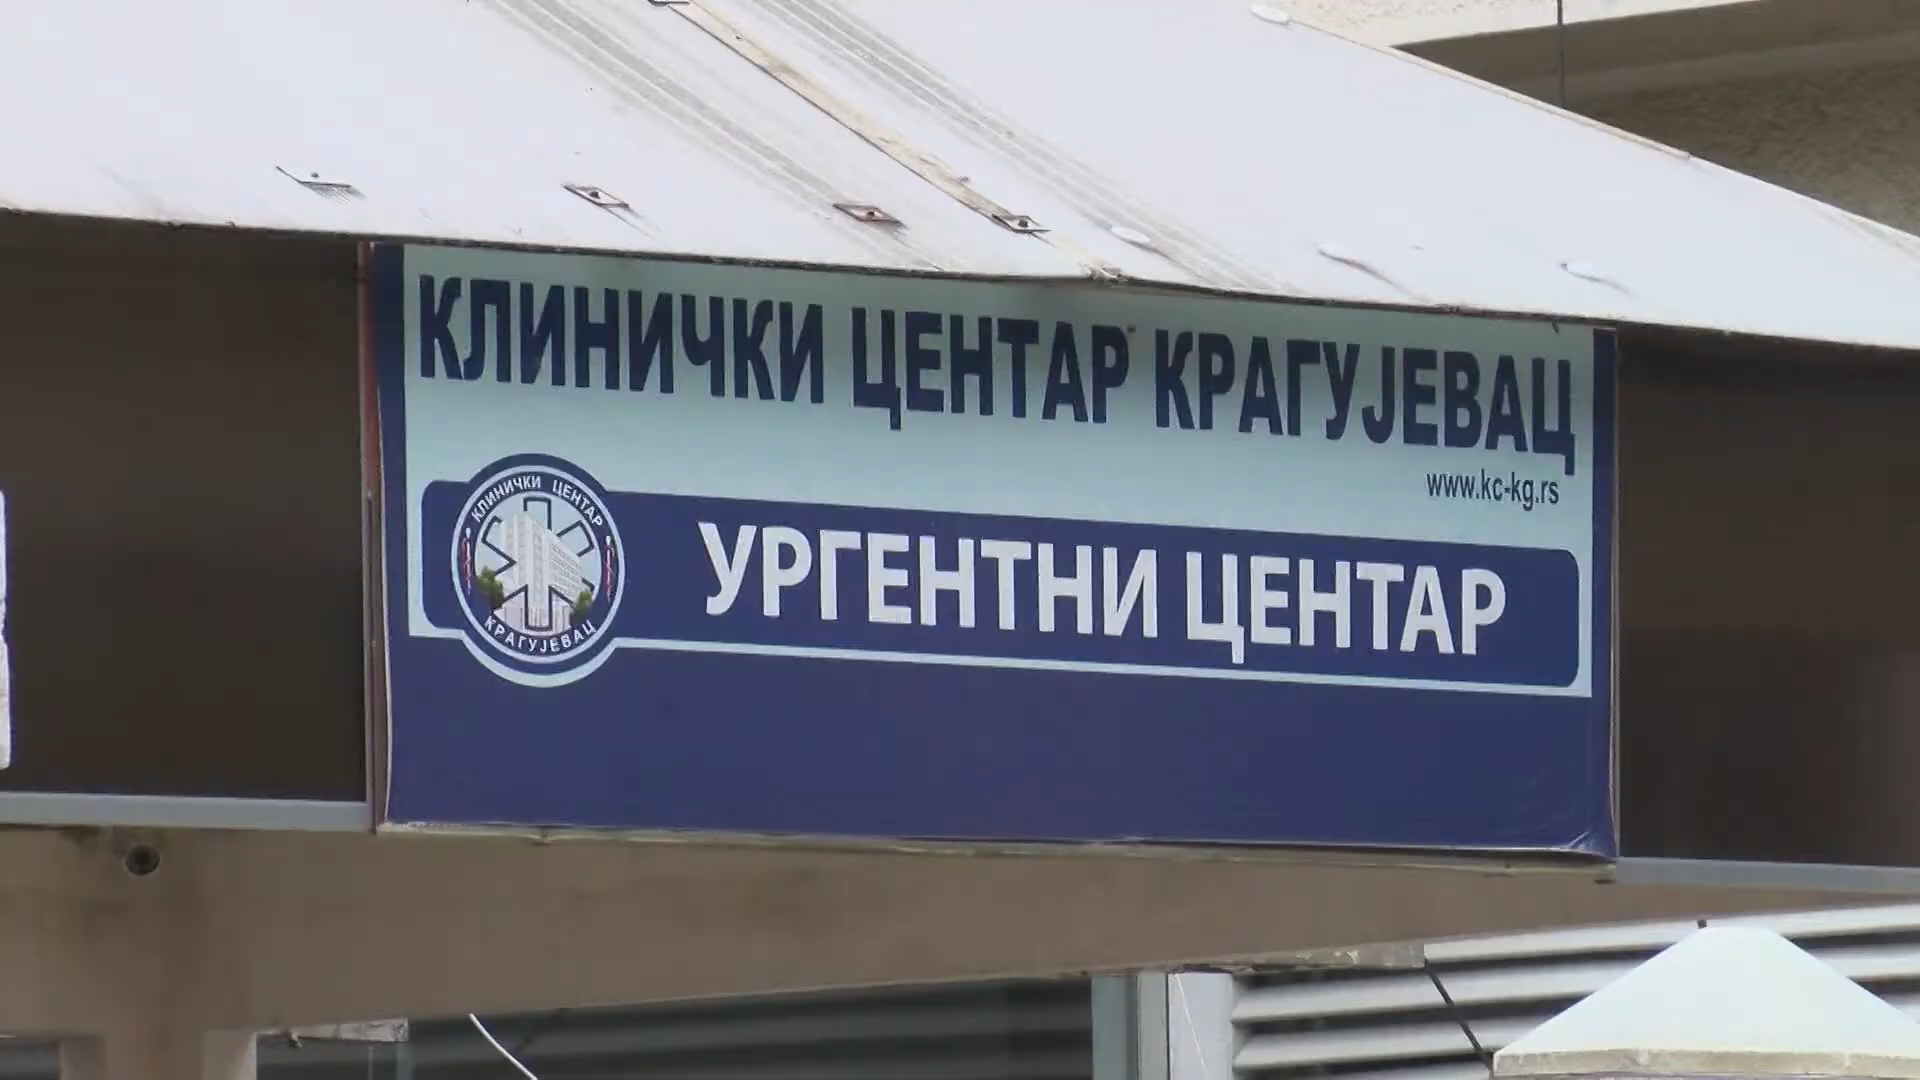 КЛИНИЧКИ ЦЕНТАР КРАГУЈЕВАЦ
www.kc-kg.rs
КЛИНИЧКИ ЦЕНТАР
КРАГУЈЕВАЦ
УРГЕНТНИ ЦЕНТАР